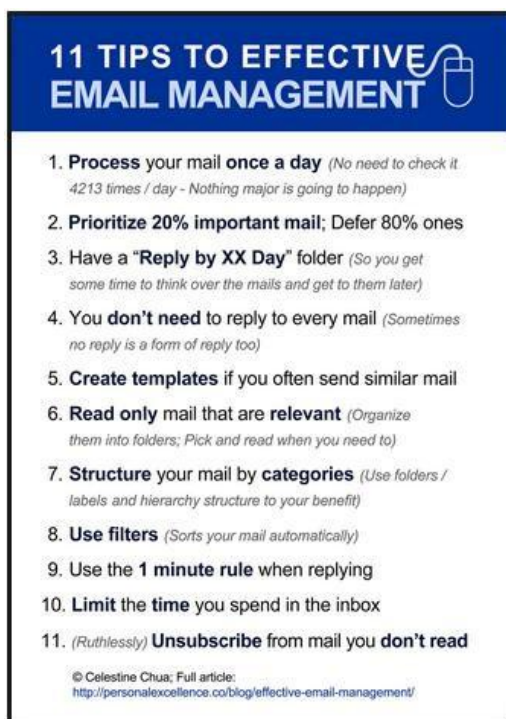 11 TIPS TO EFFECTIVE
EMAIL MANAGEMENT
1. Process your mail once a day (No need to check it
4213 times / day - Nothing major is going to happen)
2. Prioritize 20% important mail; Defer 80% ones
3. Have a “Reply by XX Day” folder (So you get
some time to think over the mails and get to them later)
4. You don’t need to reply to every mail (Sometimes
no reply is a form of reply too)
5. Create templates if you often send similar mail
6. Read only mail that are relevant (Organize
them into folders; Pick and read when you need to)
7. Structure your mail by categories (Use folders /
labels and hierarchy structure to your benefit)
8. Use filters (Sorts your mail automatically)
9. Use the 1 minute rule when replying
10. Limit the time you spend in the inbox
11. (Ruthlessly) Unsubscribe from mail you don’t read
© Celestine Chua; Full article:
http://personalexcellence.co/blog/effective-email-management/